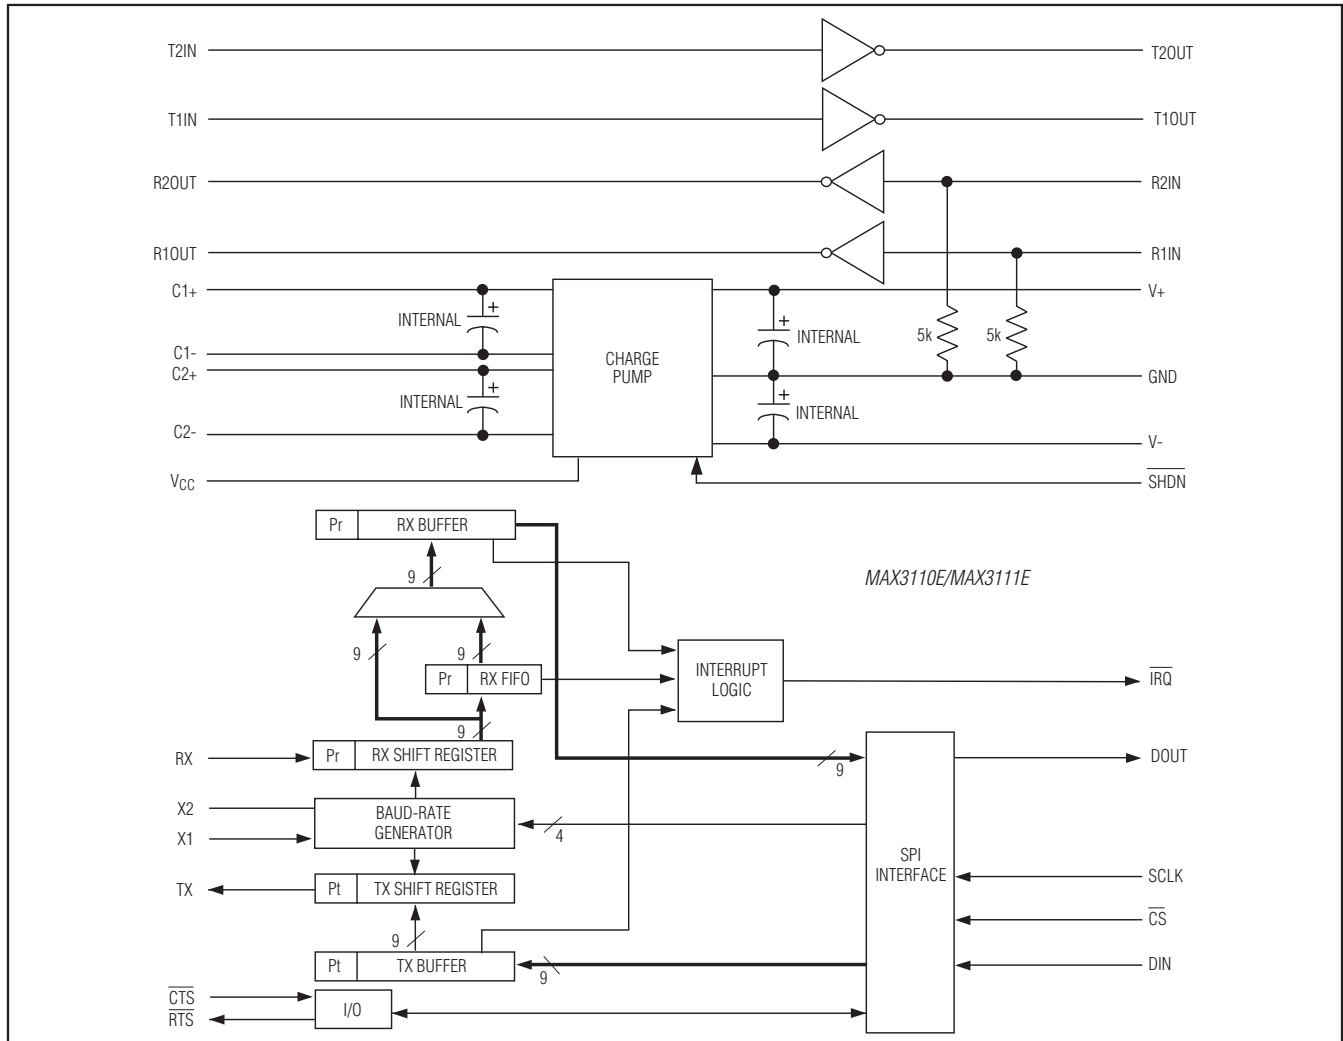 T2IN
T2OUT
T1IN
T1OUT
R2OUT
R2IN
R1OUT
R1IN
C1+
V+
+
INTERNAL
+
INTERNAL
5k
5k
C1-
C2+
CHARGE
PUMP
GND
+
INTERNAL
+
INTERNAL
C2-
V-
VCC
SHDN
Pr
RX BUFFER
9
MAX3110E/MAX3111E
9
9
Pr
RX FIFO
INTERRUPT
LOGIC
IRQ
9
RX
Pr
RX SHIFT REGISTER
9
DOUT
X2
X1
BAUD-RATE
GENERATOR
4
SPI
INTERFACE
TX
Pt
TX SHIFT REGISTER
SCLK
CS
9
Pt
TX BUFFER
9
DIN
CTS
RTS
I/O